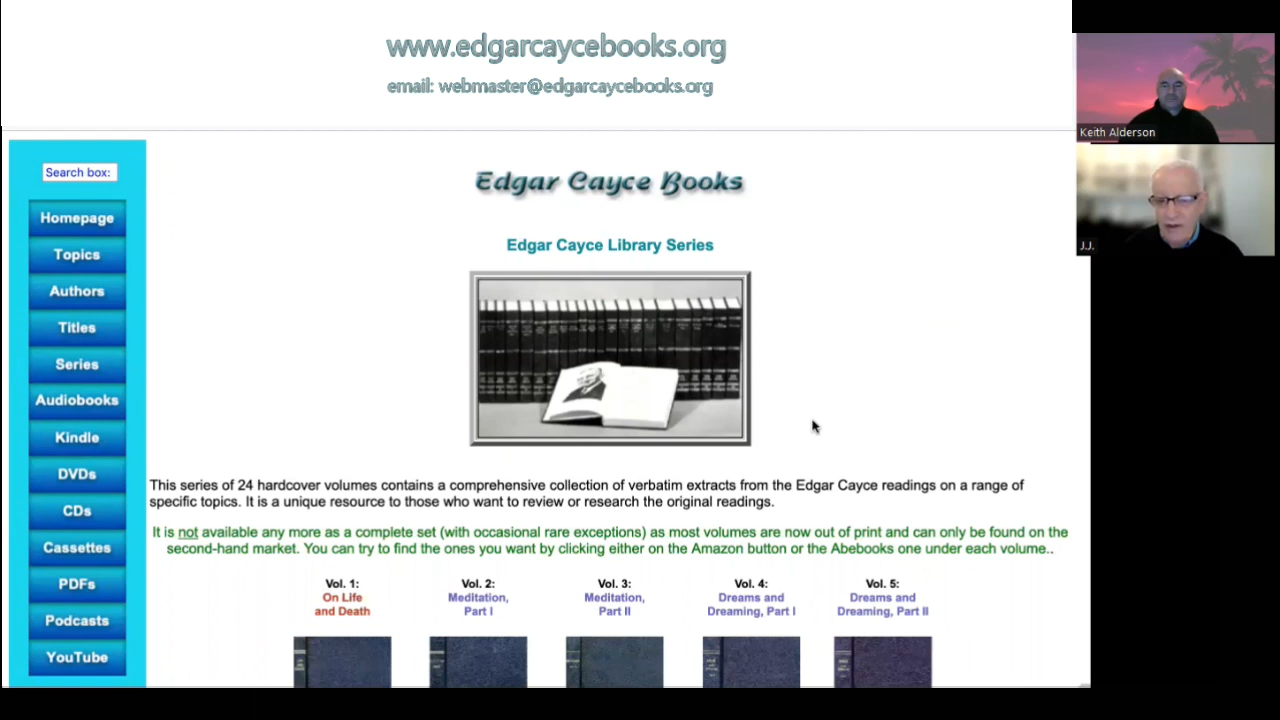 www.edgarcaycebooks.org
email: webmaster@edgarcaycebooks.org
Keith Alderson
J.J.
Search box:
Homepage
Topics
Authors
Titles
Series
Audiobooks
Kindle
DVDs
CDs
Cassettes
PDFs
Podcasts
YouTube
Edgar Cayce Books
Edgar Cayce Library Series
This series of 24 hardcover volumes contains a comprehensive collection of verbatim extracts from the Edgar Cayce readings on a range of
specific topics. It is a unique resource to those who want to review or research the original readings.
It is not available any more as a complete set (with occasional rare exceptions) as most volumes are now out of print and can only be found on the
second-hand market. You can try to find the ones you want by clicking either on the Amazon button or the Abebooks one under each volume..
Vol. 1:
On Life
and Death
Vol. 2:
Meditation,
Part I
Vol. 3:
Meditation,
Part II
Vol. 4:
Dreams and
Dreaming, Part I
Vol. 5:
Dreams and
Dreaming, Part II